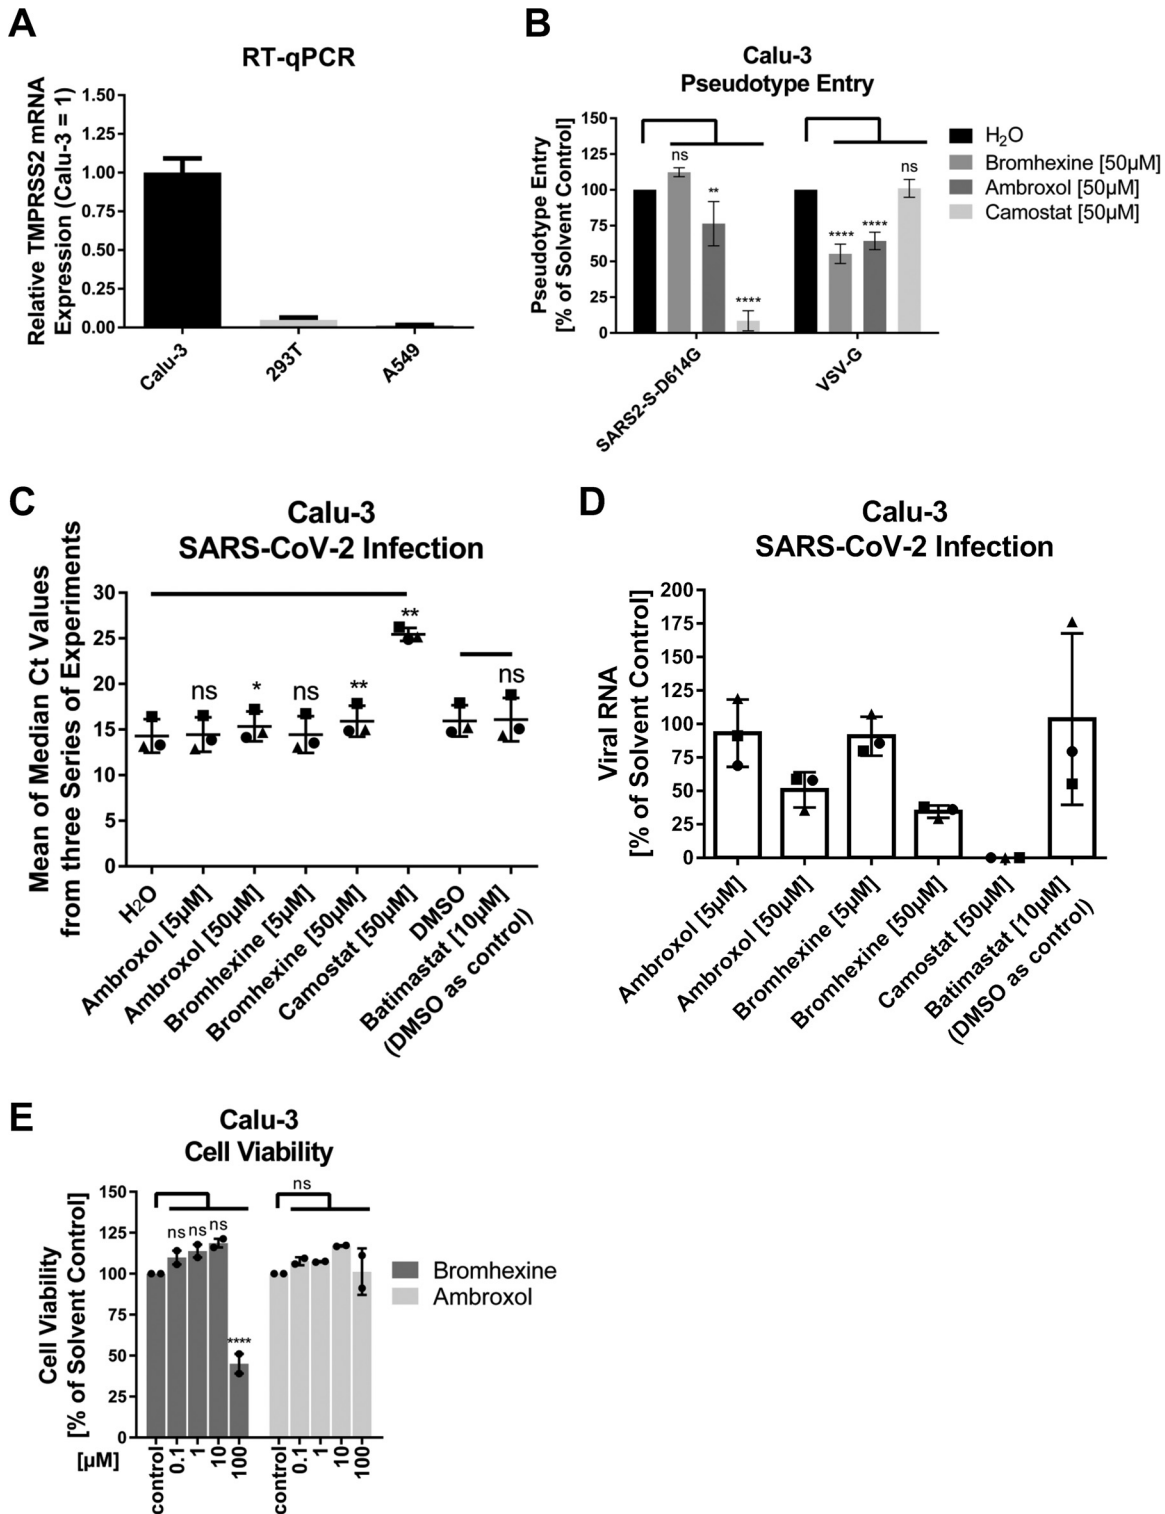 A
RT-qPCR
Relative TMPRSS2 mRNA
Expression (Calu-3 = 1)
1.50
1.25
1.00
0.75
0.50
0.25
0.00
Calu-3
293T
A549
B
Calu-3
Pseudotype Entry
Pseudotype Entry
[% of Solvent Control]
150
125
100
75
50
25
0
ns
**
****
****
****
ns
SARS2-S-D614G
VSV-G
H₂O
Bromhexine [50µM]
Ambroxol [50µM]
Camostat [50µM]
C
Calu-3
SARS-CoV-2 Infection
Mean of Median Ct Values
from three Series of Experiments
30
25
20
15
10
5
0
ns
*
ns
**
**
ns
H2O
Ambroxol [5µM]
Ambroxol [50µM]
Bromhexine [5µM]
Bromhexine [50µM]
Camostat [50µM]
DMSO
Batimastat [10µM]
(DMSO as control)
D
Calu-3
SARS-CoV-2 Infection
Viral RNA
[% of Solvent Control]
200
175
150
125
100
75
50
25
0
Ambroxol [5µM]
Ambroxol [50µM]
Bromhexine [5µM]
Bromhexine [50µM]
Camostat [50µM]
Batimastat [10µM]
(DMSO as control)
E
Calu-3
Cell Viability
Cell Viability
[% of Solvent Control]
150
125
100
75
50
25
0
ns
ns
ns
****
ns
[µM]
control
0.1
1
10
100
control
0.1
1
10
100
Bromhexine
Ambroxol